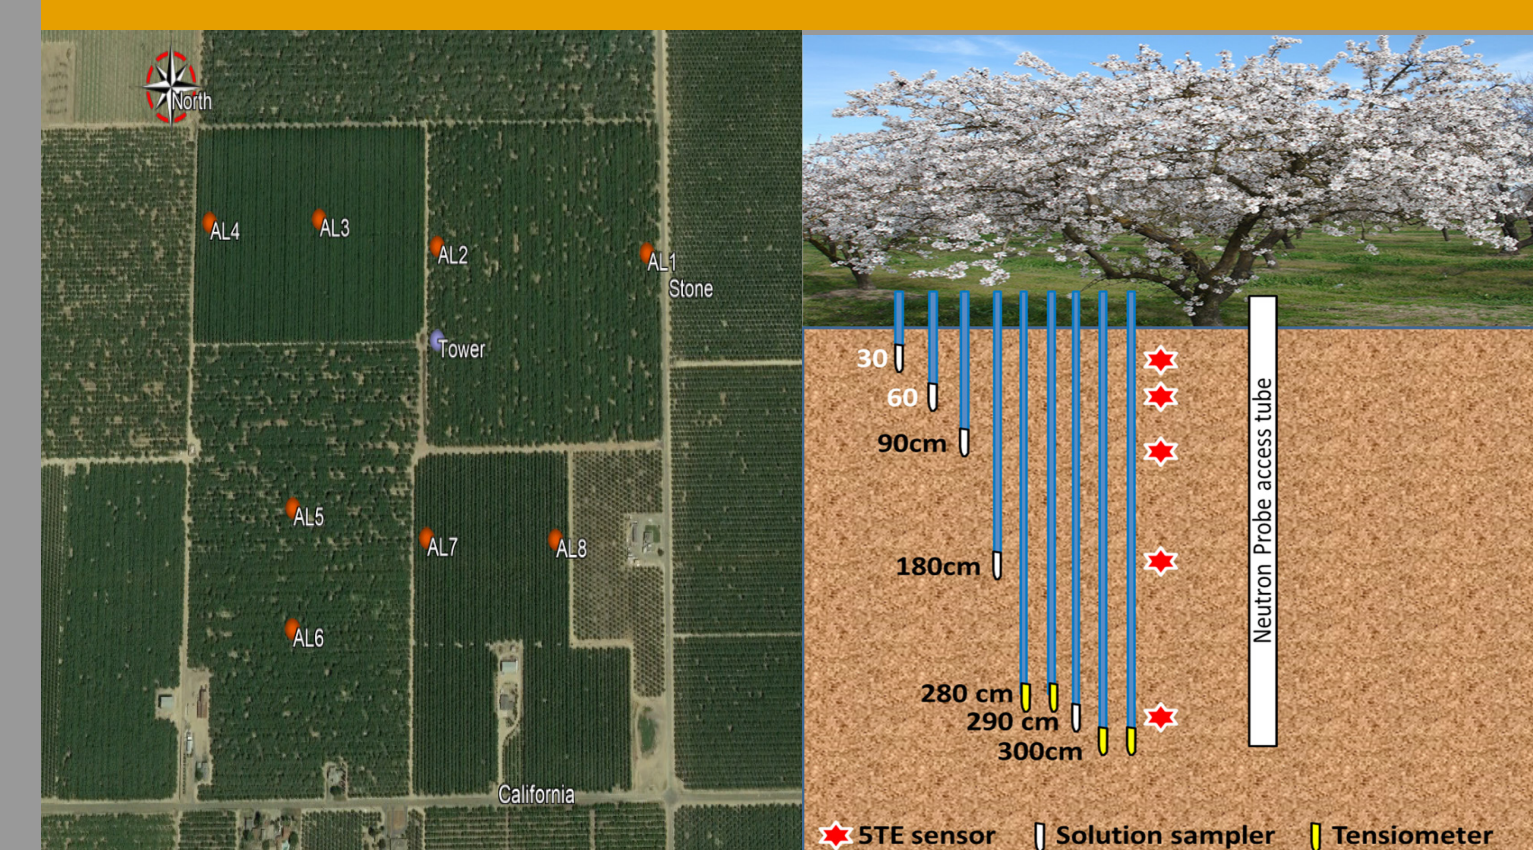 North
AL4
AL3
AL2
AL1
Stone
Tower
AL5
AL7
AL8
AL6
California
30
60
90cm
180cm
280 cm
290 cm
300cm
Neutron Probe access tube
5TE sensor
Solution sampler
Tensiometer